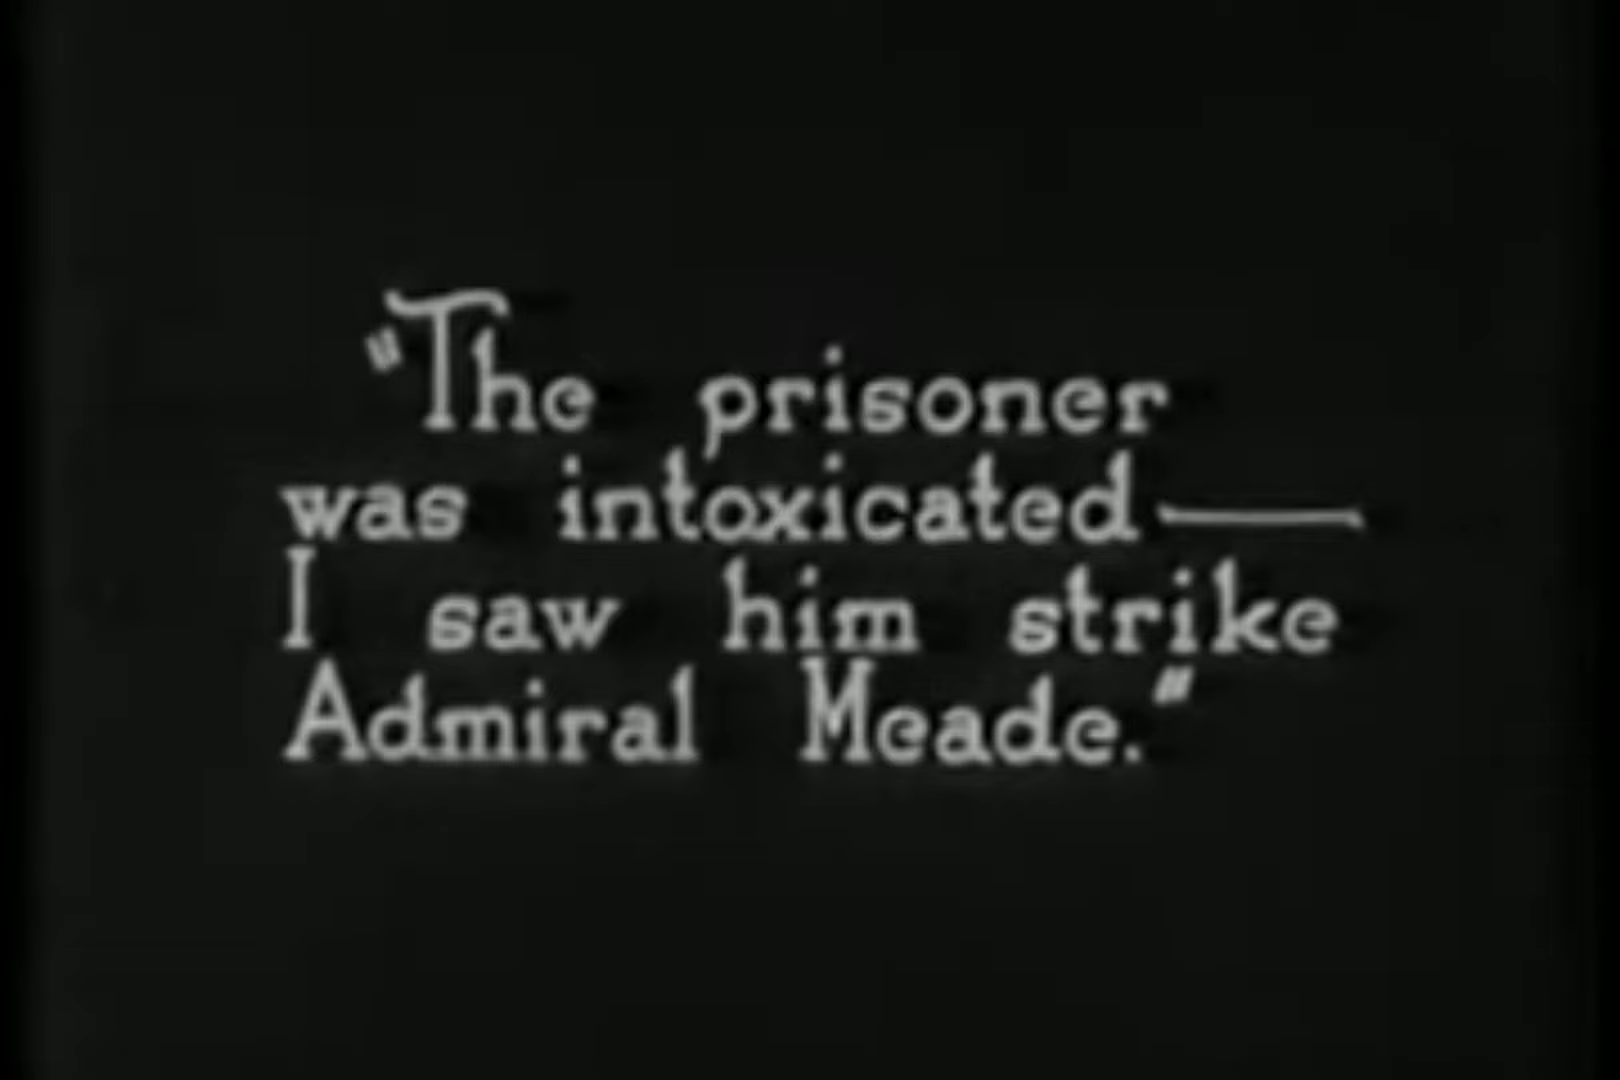 "The prisoner
was intoxicated—
I saw him strike
Admiral Meade."